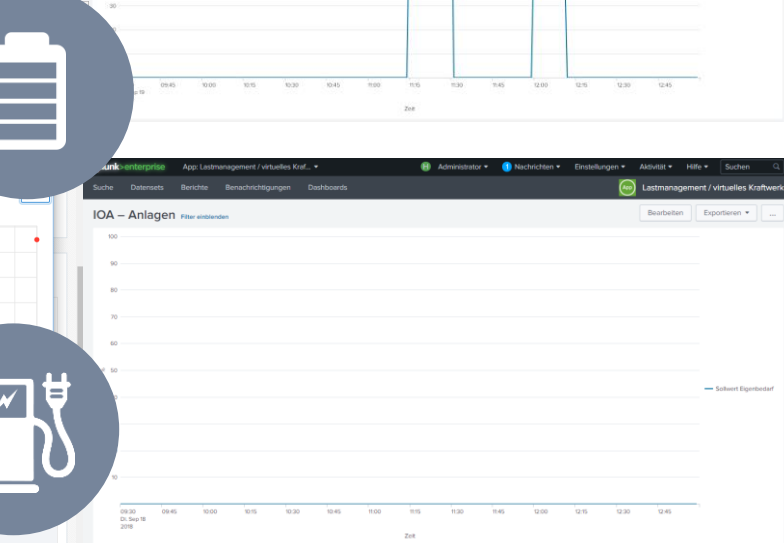 30
09:45 10:00 10:15 10:30 10:45 11:00 11:15 11:30 11:45 12:00 12:15 12:30 12:45
Sep 19
Zeit
unk>enterprise App: Lastmanagement / virtuelles Kraf... Administrator 1 Nachrichten Einstellungen Aktivität Hilfe Suchen
Suche Datensets Berichte Benachrichtigungen Dashboards App Lastmanagement / virtuelles Kraftwerk
IOA – Anlagen Filter einblenden Bearbeiten Exportieren ...
100
90
80
70
60
50
Sollwert Eigenbedarf
10
09:30 09:45 10:00 10:15 10:30 10:45 11:00 11:15 11:30 11:45 12:00 12:15 12:30 12:45
Di. Sep 18
2018
Zeit